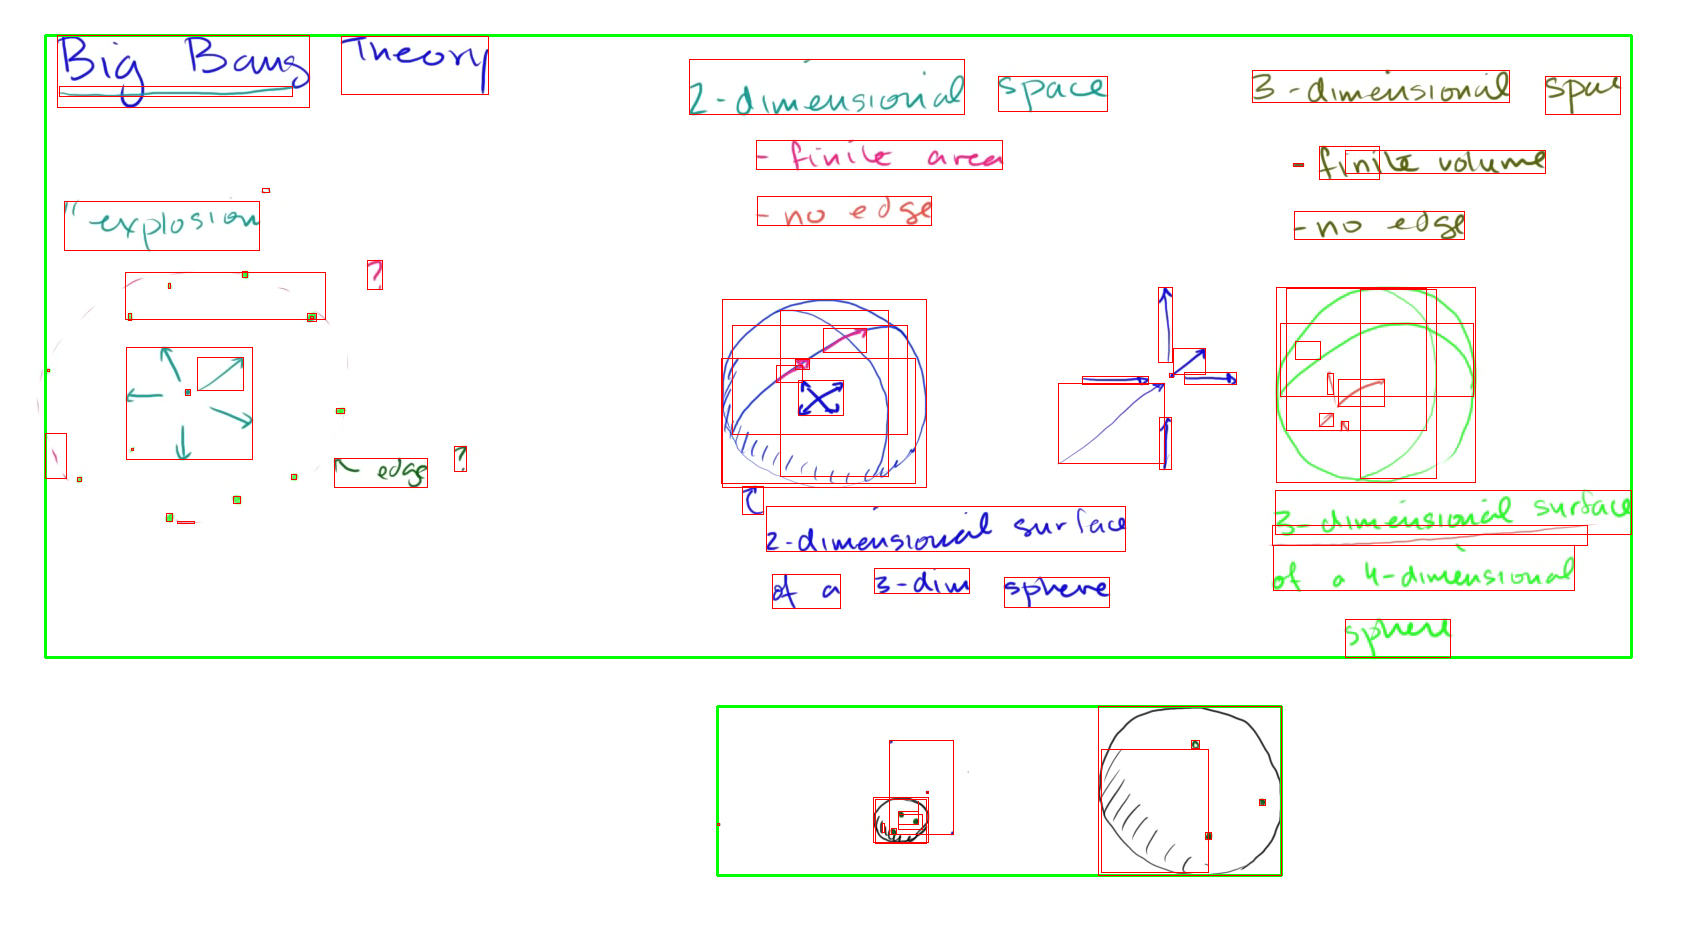 Big Bang Theory
"explosion
?
edge ?
2-dimensional space
- finite area
- no edge
2-dimensional surface
of a 3-dim sphere
3-dimensional spac
- finite volume
- no edge
3-dimensional surface
of a 4-dimensional
sphere